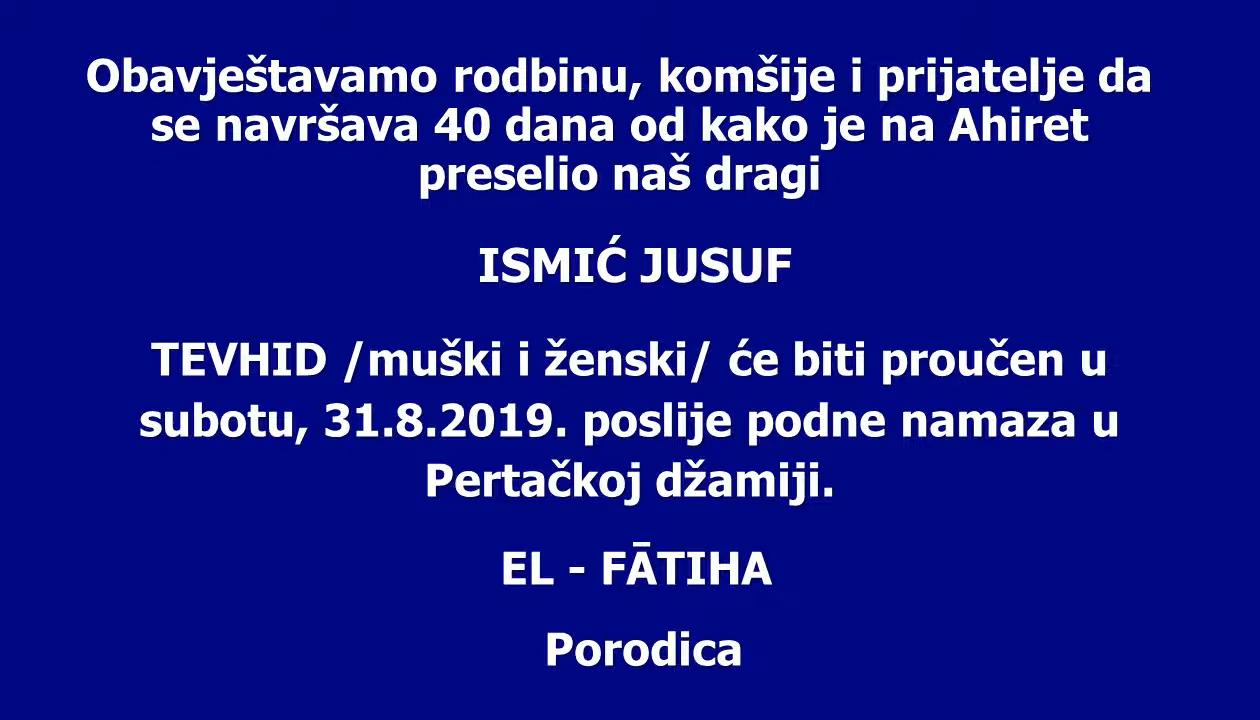 Obavještavamo rodbinu, komšije i prijatelje da
se navršava 40 dana od kako je na Ahiret
preselio naš dragi
ISMIĆ JUSUF
TEVHID /muški i ženski/ će biti proučen u
subotu, 31.8.2019. poslije podne namaza u
Pertačkoj džamiji.
EL - FĀTIHA
Porodica